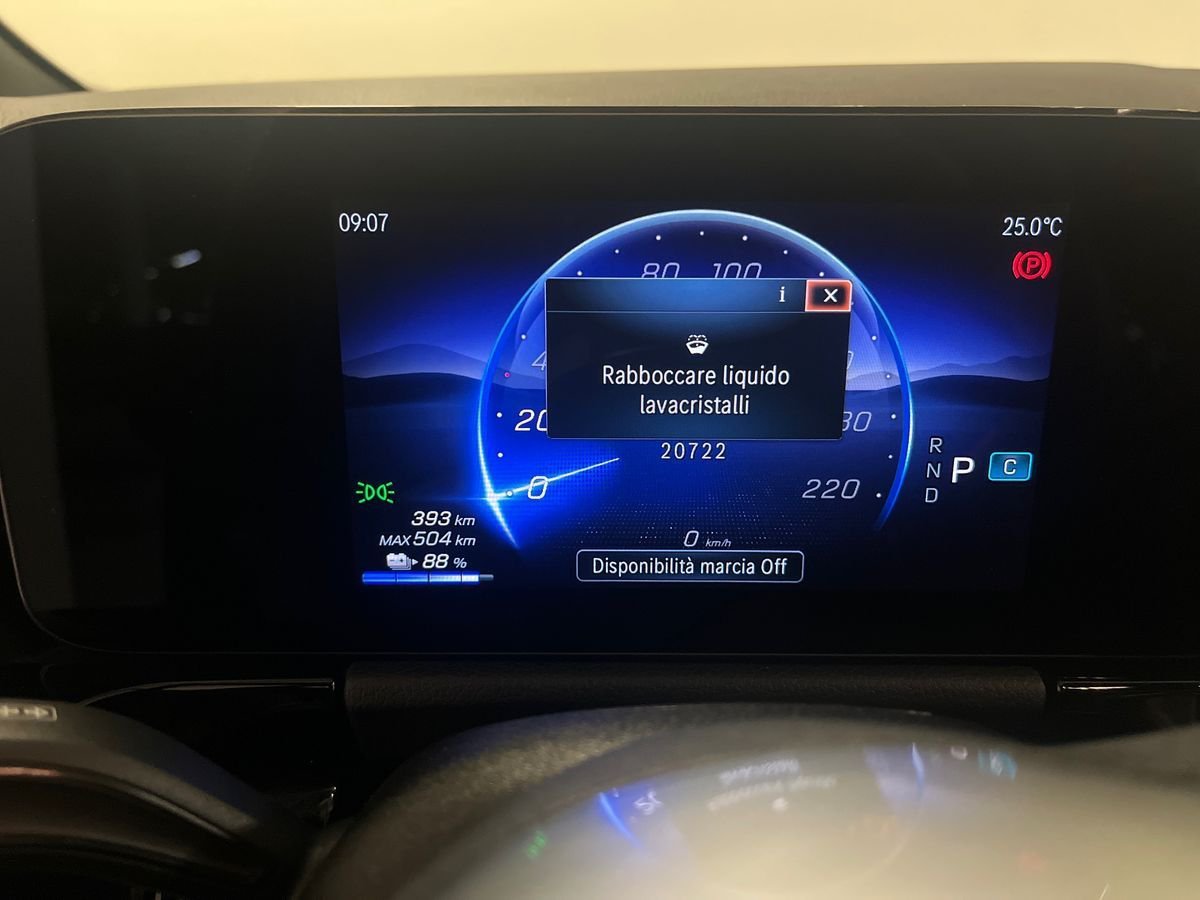 09:07
25.0°C
80 100
i X
P
Rabboccare liquido
lavacristalli
20
20722
R
N P C
D
0
220
393 km
MAX 504 km
88 %
0 km/h
Disponibilità marcia Off